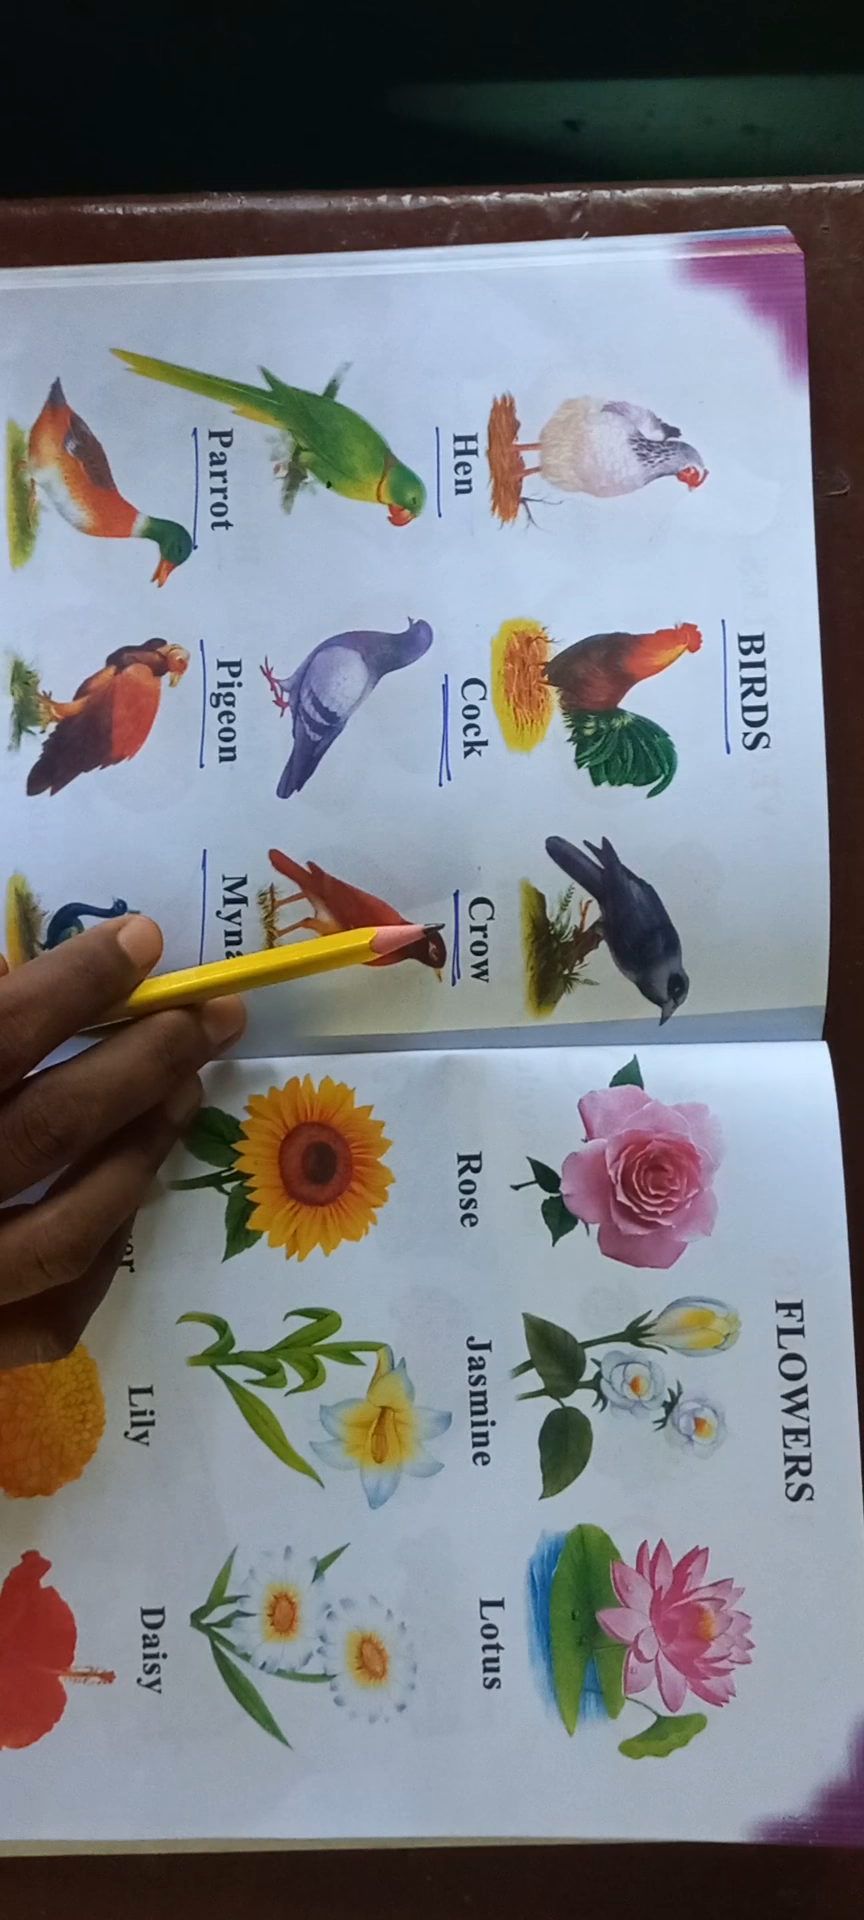 BIRDS
Hen Cock Crow
Parrot Pigeon
FLOWERS
Rose Jasmine Lotus
Lily Daisy